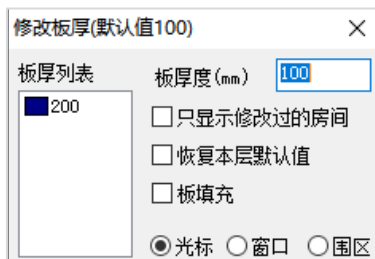 修改板厚(默认值100)
板厚列表
板厚度(mm) 100
200
只显示修改过的房间
恢复本层默认值
板填充
光标 窗口 围区